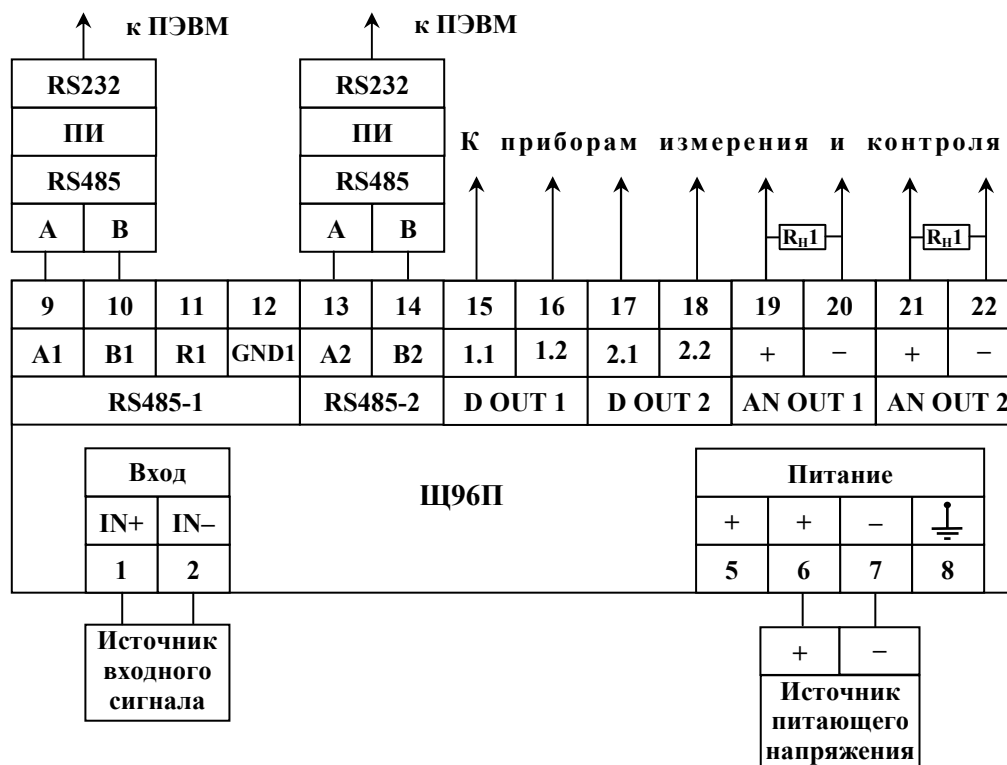 к ПЭВМ к ПЭВМ
RS232 RS232
ПИ ПИ
К приборам измерения и контроля
RS485 RS485
A B A B
R_Н1 R_Н1
9 10 11 12 13 14 15 16 17 18 19 20 21 22
A1 B1 R1 GND1 A2 B2 1.1 1.2 2.1 2.2 + − + −
RS485-1 RS485-2 D OUT 1 D OUT 2 AN OUT 1 AN OUT 2
Вход Щ96П Питание
IN+ IN− + + −
1 2 5 6 7 8
Источник
входного
сигнала
+ −
Источник
питающего
напряжения